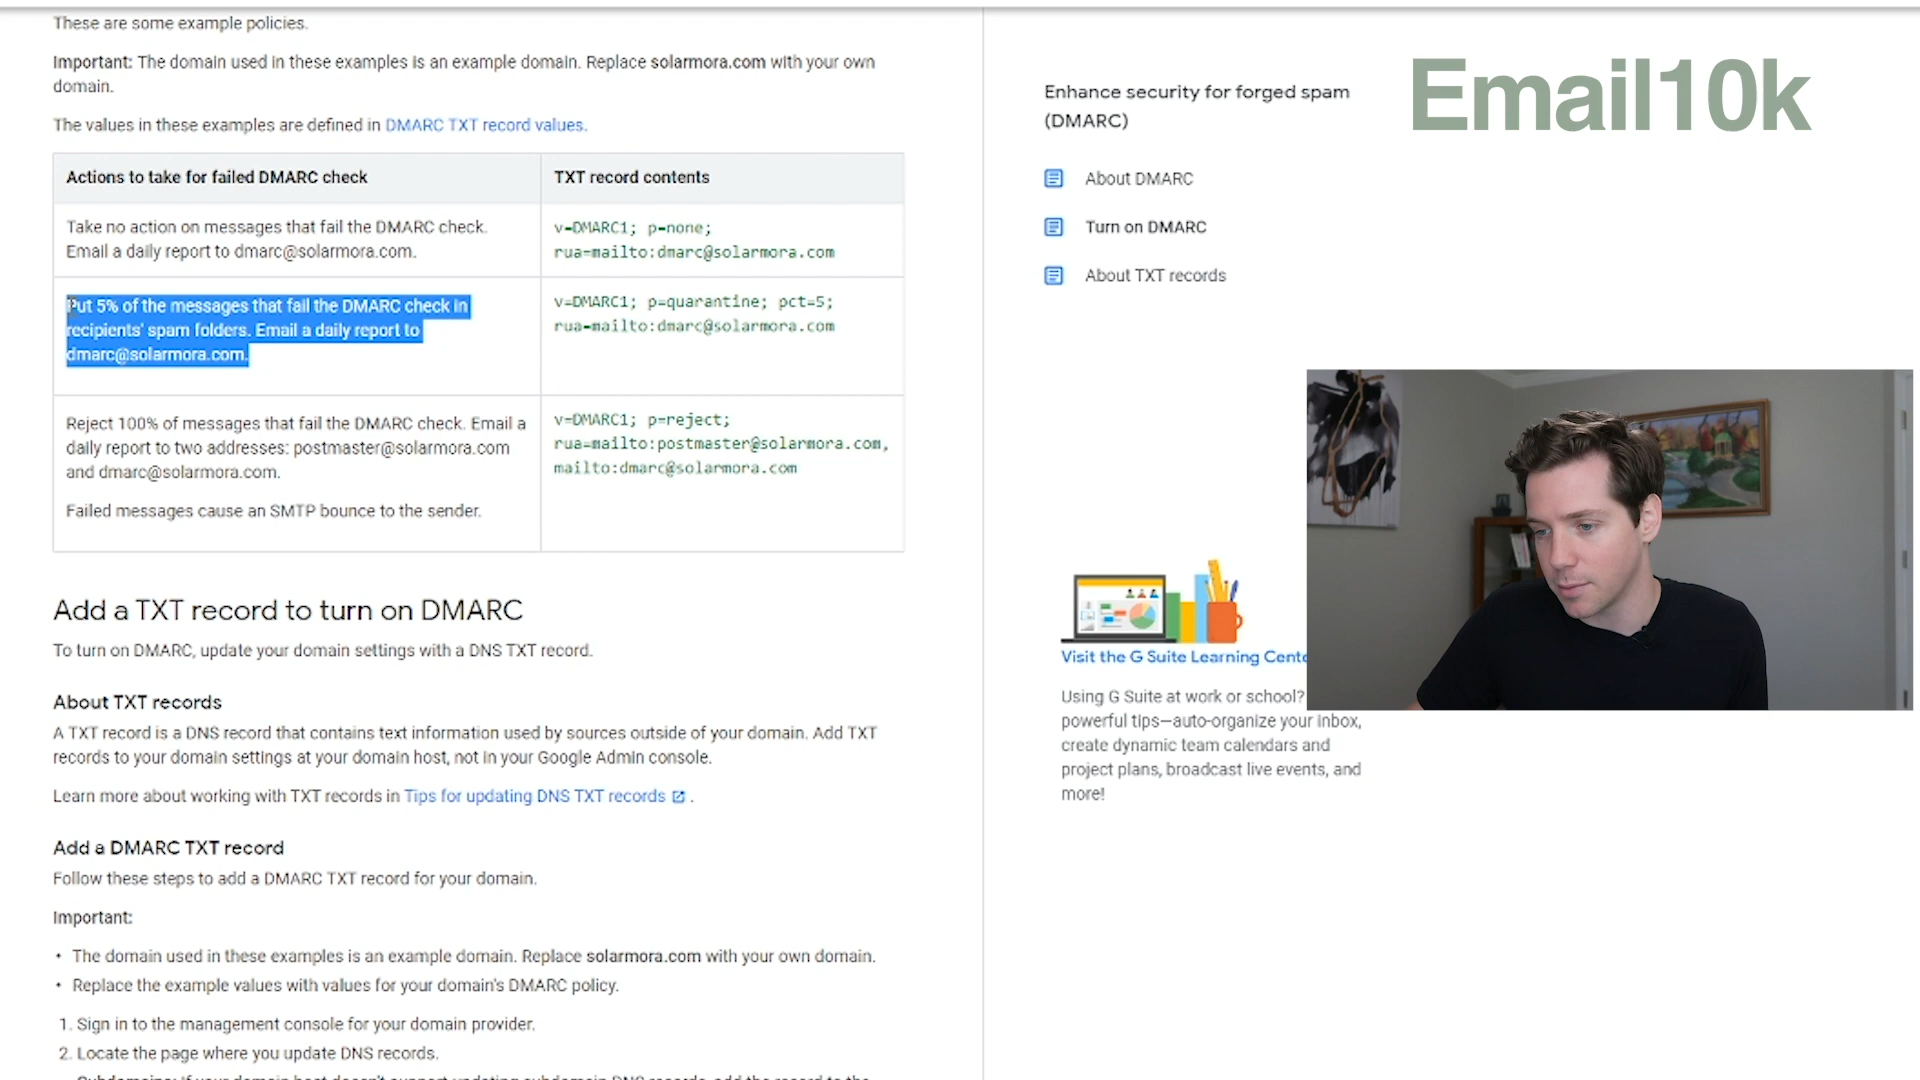 These are some example policies.
Important: The domain used in these examples is an example domain. Replace solarmora.com with your own
domain.
The values in these examples are defined in DMARC TXT record values.
Actions to take for failed DMARC check
TXT record contents
Take no action on messages that fail the DMARC check.
Email a daily report to dmarc@solarmora.com.
v=DMARC1; p=none;
rua=mailto:dmarc@solarmora.com
Put 5% of the messages that fail the DMARC check in
recipients' spam folders. Email a daily report to
dmarc@solarmora.com.
v=DMARC1; p=quarantine; pct=5;
rua=mailto:dmarc@solarmora.com
Reject 100% of messages that fail the DMARC check. Email a
daily report to two addresses: postmaster@solarmora.com
and dmarc@solarmora.com.
Failed messages cause an SMTP bounce to the sender.
v=DMARC1; p=reject;
rua=mailto:postmaster@solarmora.com,
mailto:dmarc@solarmora.com
Add a TXT record to turn on DMARC
To turn on DMARC, update your domain settings with a DNS TXT record.
About TXT records
A TXT record is a DNS record that contains text information used by sources outside of your domain. Add TXT
records to your domain settings at your domain host, not in your Google Admin console.
Learn more about working with TXT records in Tips for updating DNS TXT records .
Add a DMARC TXT record
Follow these steps to add a DMARC TXT record for your domain.
Important:
• The domain used in these examples is an example domain. Replace solarmora.com with your own domain.
• Replace the example values with values for your domain's DMARC policy.
1. Sign in to the management console for your domain provider.
2. Locate the page where you update DNS records.
Subdomains: If your domain host doesn't support updating subdomain DNS records, add the record to the
Enhance security for forged spam
(DMARC)
About DMARC
Turn on DMARC
About TXT records
Email10k
Visit the G Suite Learning Cente
Using G Suite at work or school?
powerful tips—auto-organize your inbox,
create dynamic team calendars and
project plans, broadcast live events, and
more!